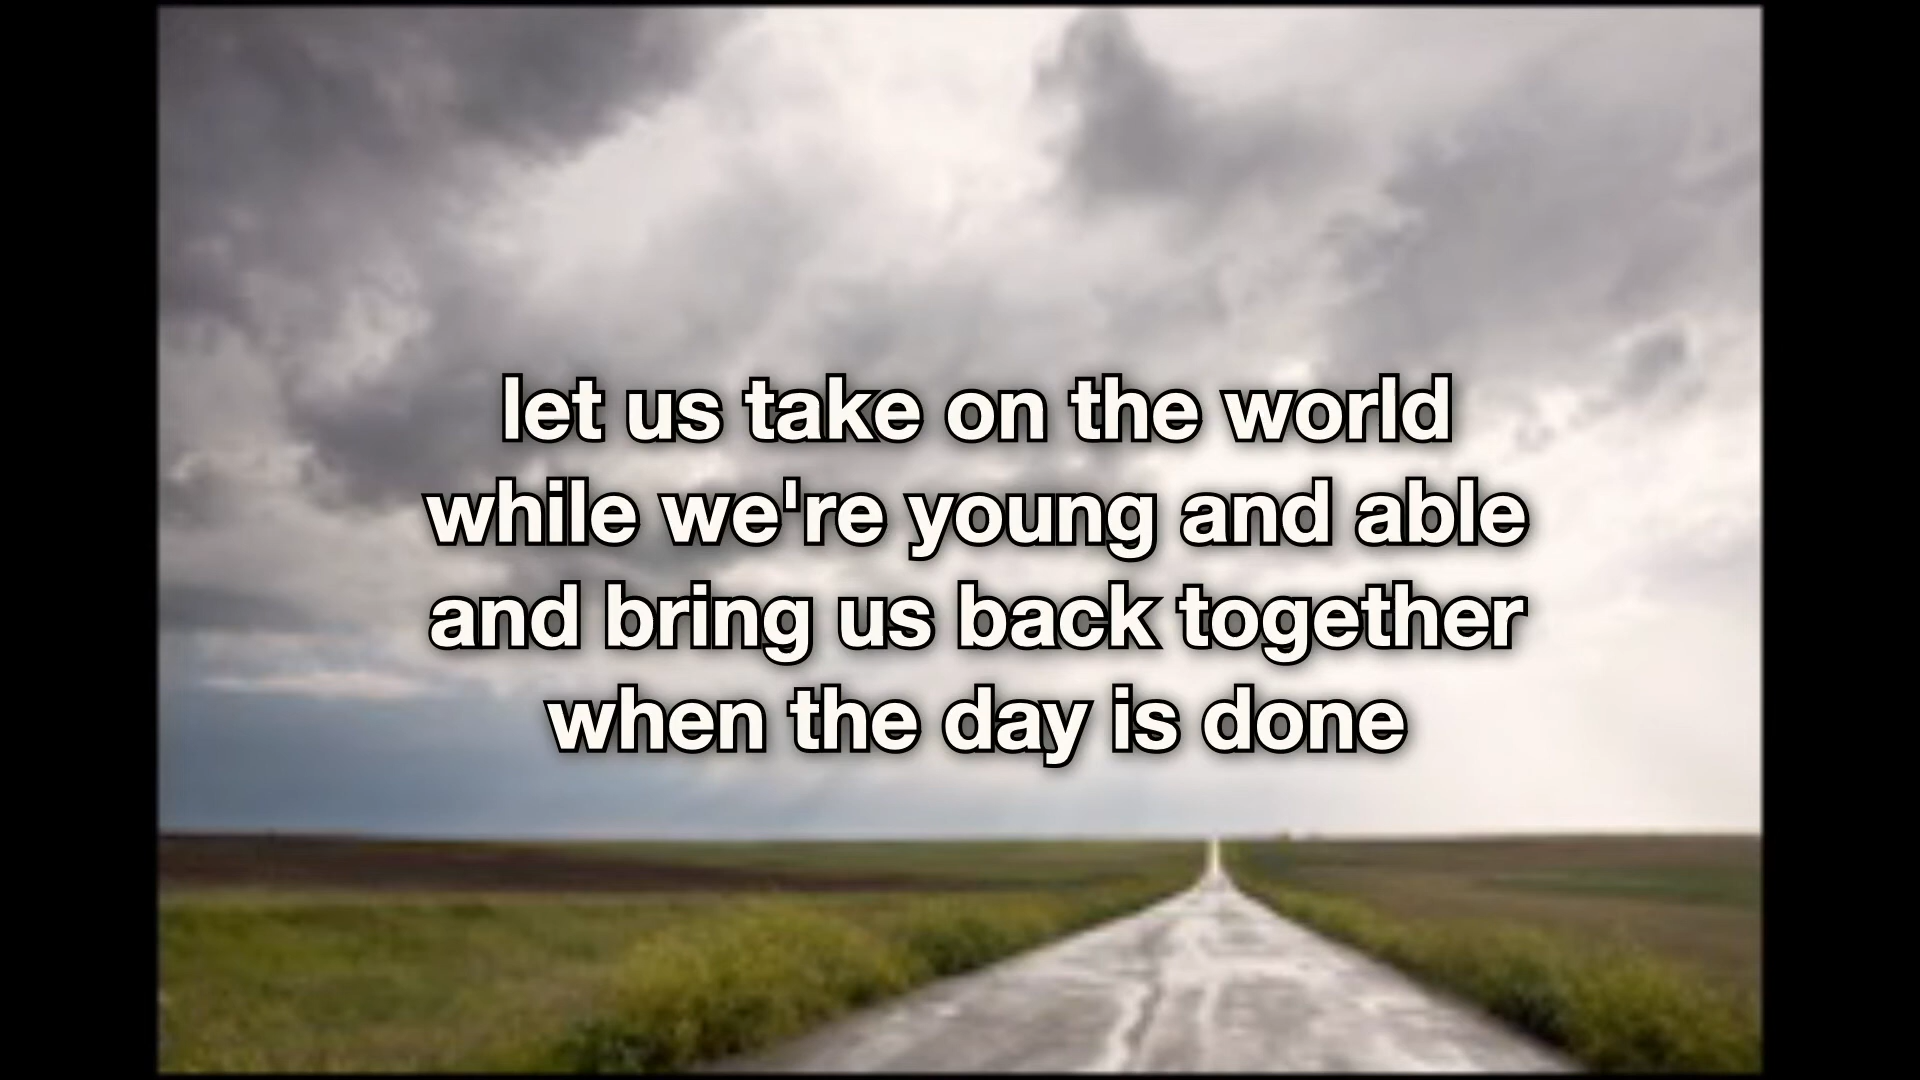 let us take on the world
while we're young and able
and bring us back together
when the day is done